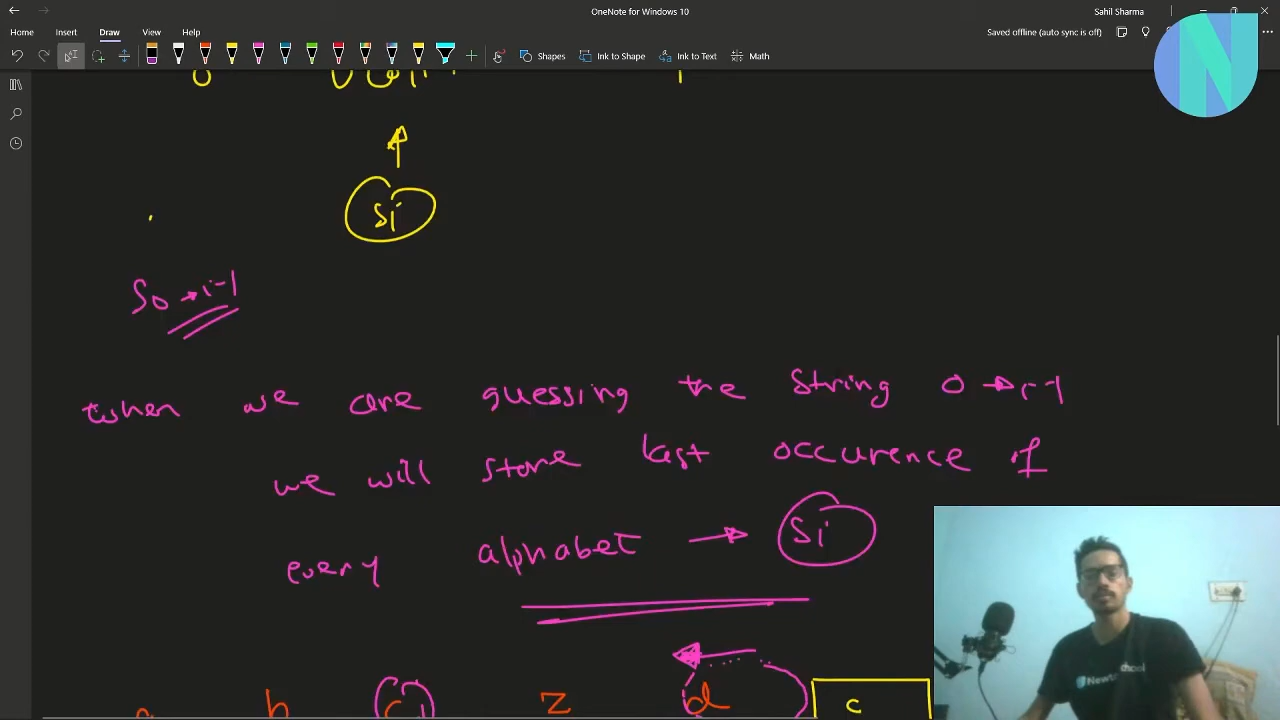 OneNote for Windows 10
Sahil Sharma
Home Insert Draw View Help
Saved offline (auto sync is off)
Shapes Ink to Shape Ink to Text Math
si
S0 → i-1
when we are guessing the string 0 → i-1
we will store last occurence of
every alphabet → si
a b c z d c